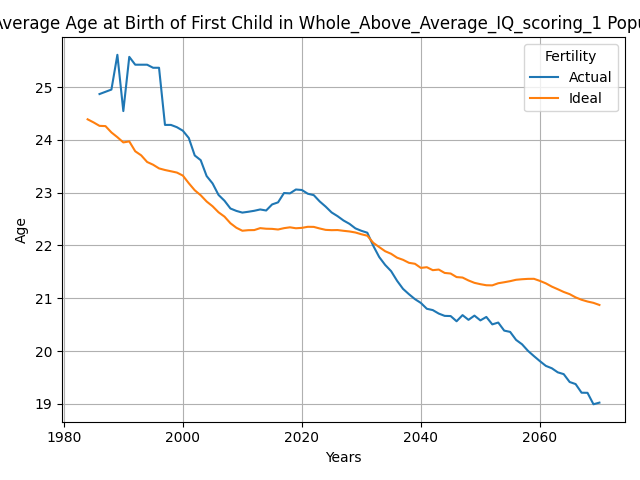 Average Age at Birth of First Child in Whole_Above_Average_IQ_scoring_1
Fertility
Actual
Ideal
Age
25
24
23
22
21
20
19
1980
2000
2020
2040
2060
Years